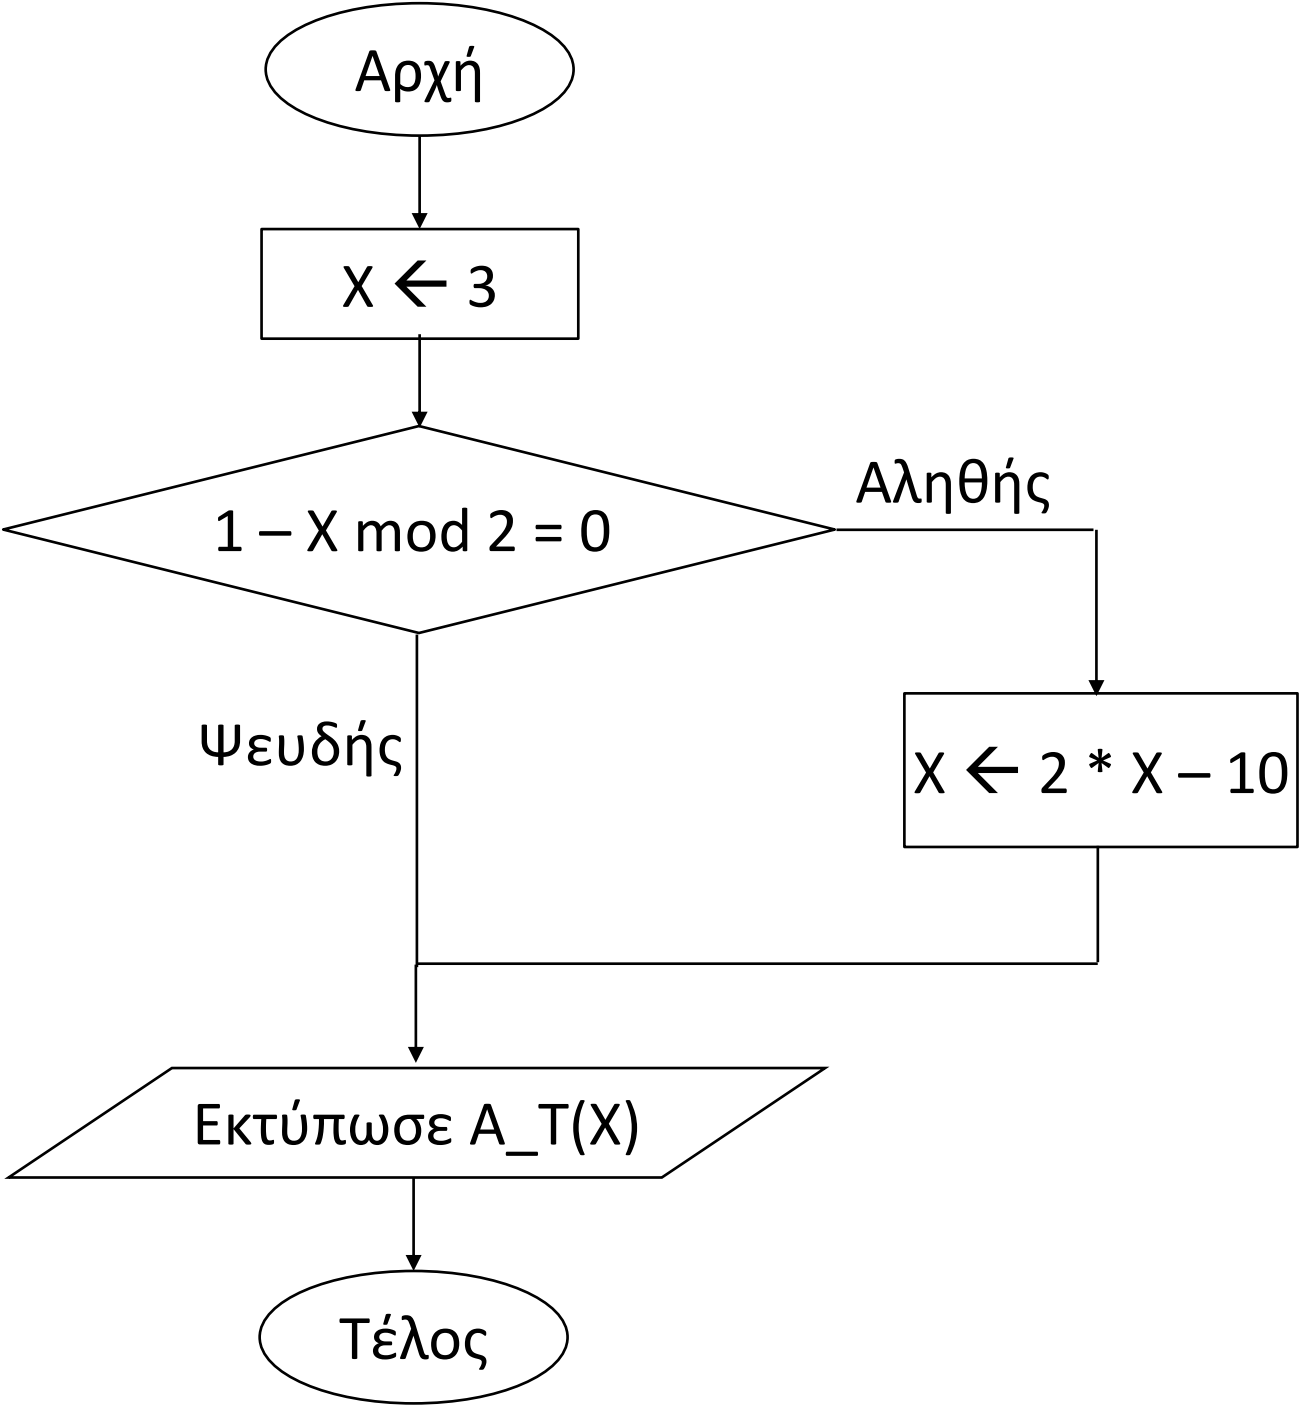 Αρχή
X 🡨 3
1 – X mod 2 = 0
Αληθής
Ψευδής
X 🡨 2 * X – 10
Εκτύπωσε Α_Τ(Χ)
Τέλος